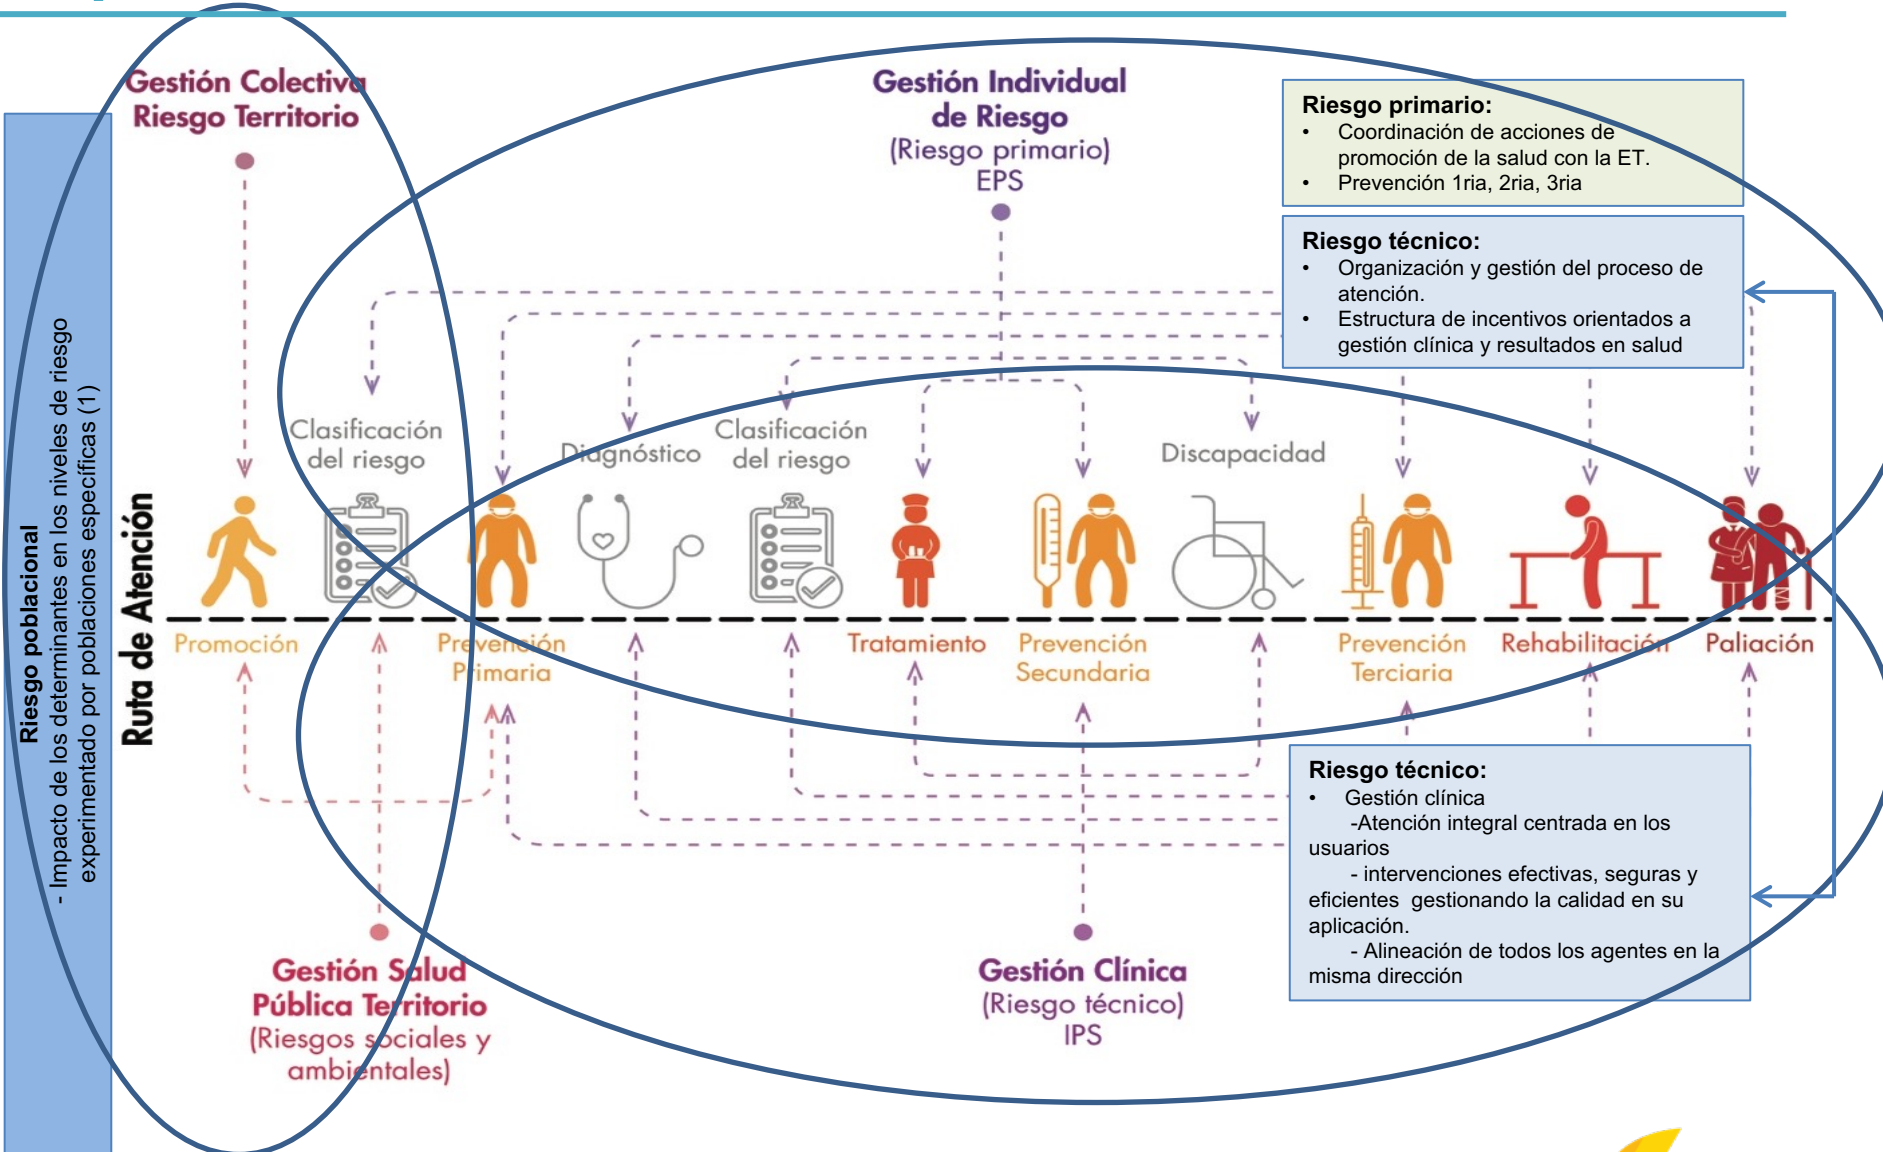 Gestión Colectiva
Riesgo Territorio
Gestión Individual
de Riesgo
(Riesgo primario)
EPS
Riesgo primario:
• Coordinación de acciones de
promoción de la salud con la ET.
• Prevención 1ria, 2ria, 3ria
Riesgo técnico:
• Organización y gestión del proceso de
atención.
• Estructura de incentivos orientados a
gestión clínica y resultados en salud
Riesgo poblacional
- Impacto de los determinantes en los niveles de riesgo
experimentado por poblaciones específicas (1)
Ruta de Atención
Clasificación
del riesgo
Diagnóstico
Clasificación
del riesgo
Discapacidad
Promoción
Prevención
Primaria
Tratamiento
Prevención
Secundaria
Prevención
Terciaria
Rehabilitación
Paliación
Riesgo técnico:
• Gestión clínica
-Atención integral centrada en los
usuarios
- intervenciones efectivas, seguras y
eficientes gestionando la calidad en su
aplicación.
- Alineación de todos los agentes en la
misma dirección
Gestión Salud
Pública Territorio
(Riesgos sociales y
ambientales)
Gestión Clínica
(Riesgo técnico)
IPS